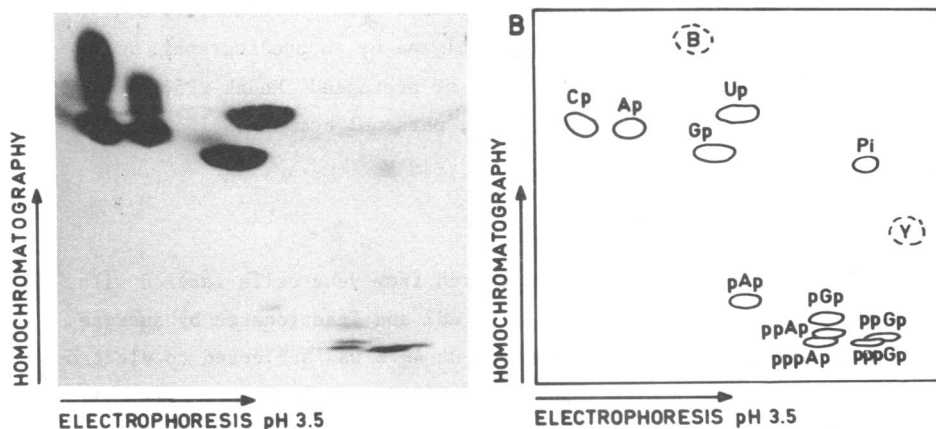 HOMOCHROMATOGRAPHY
ELECTROPHORESIS pH 3.5
B
HOMOCHROMATOGRAPHY
B
Cp
Ap
Up
Gp
Pi
Y
pAp
pGp
ppAp
ppGp
pppAp
pppGp
ELECTROPHORESIS pH 3.5